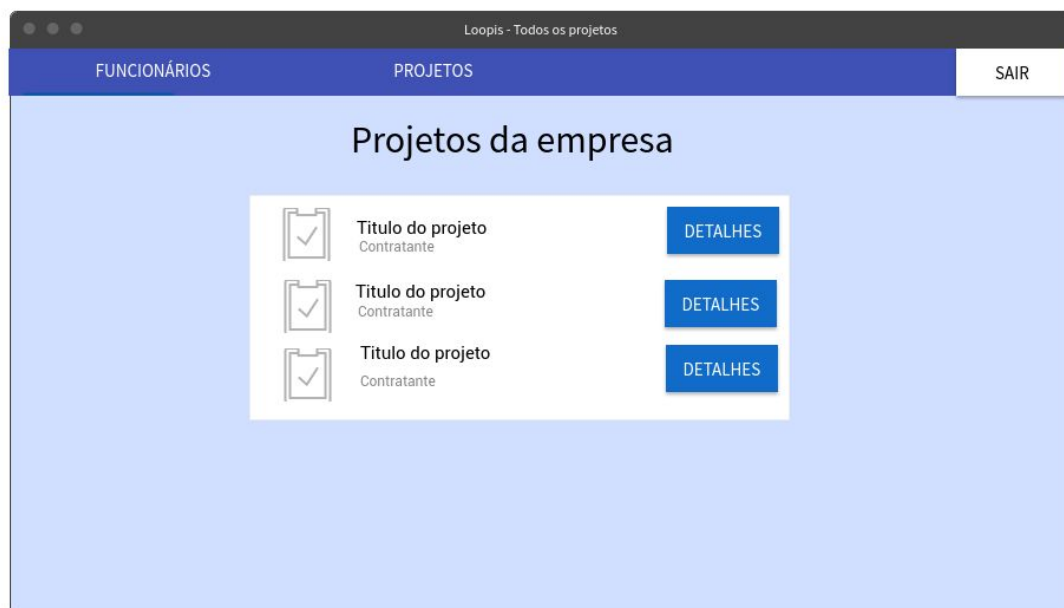 Loopis - Todos os projetos
FUNCIONÁRIOS PROJETOS SAIR
Projetos da empresa
Titulo do projeto
Contratante
DETALHES
Titulo do projeto
Contratante
DETALHES
Titulo do projeto
Contratante
DETALHES